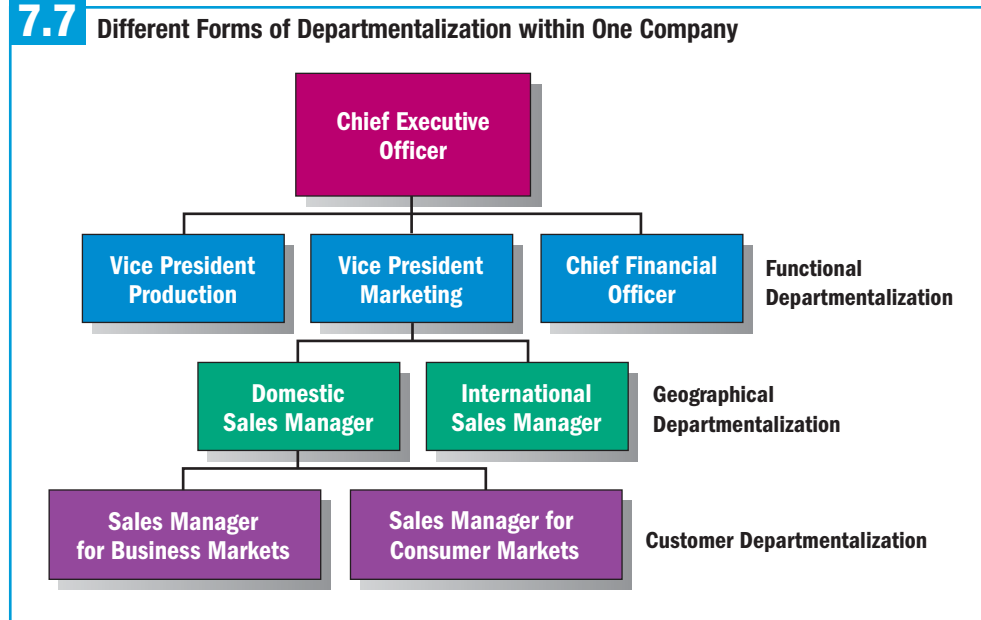 7.7 Different Forms of Departmentalization within One Company
Chief Executive
Officer
Vice President
Production
Vice President
Marketing
Chief Financial
Officer
Functional
Departmentalization
Domestic
Sales Manager
International
Sales Manager
Geographical
Departmentalization
Sales Manager
for Business Markets
Sales Manager for
Consumer Markets
Customer Departmentalization